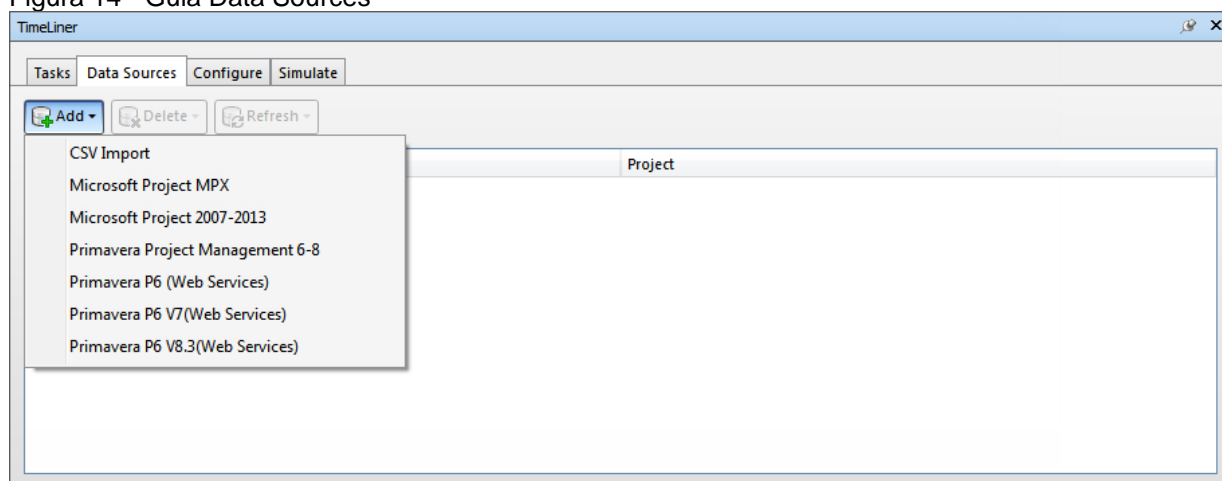 Figura 14 - Guia Data Sources
TimeLiner
Tasks Data Sources Configure Simulate
Add Delete Refresh
Project
CSV Import
Microsoft Project MPX
Microsoft Project 2007-2013
Primavera Project Management 6-8
Primavera P6 (Web Services)
Primavera P6 V7(Web Services)
Primavera P6 V8.3(Web Services)